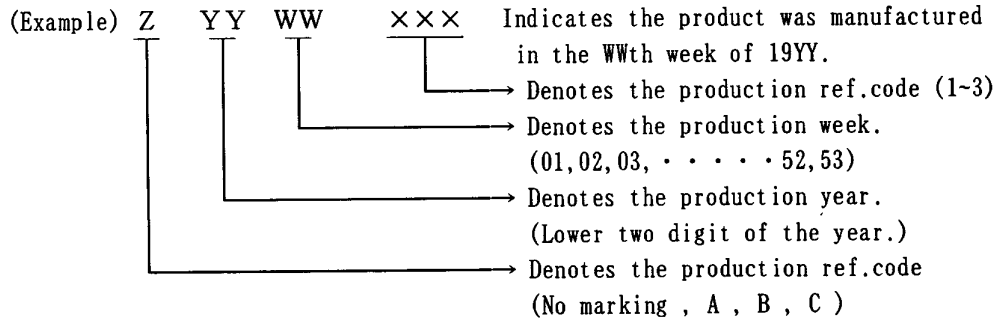 (Example) Z YY WW ××× Indicates the product was manufactured
in the WWth week of 19YY.
Denotes the production ref.code (1~3)
Denotes the production week.
(01,02,03, · · · · · 52,53)
Denotes the production year.
(Lower two digit of the year.)
Denotes the production ref.code
(No marking , A , B , C )